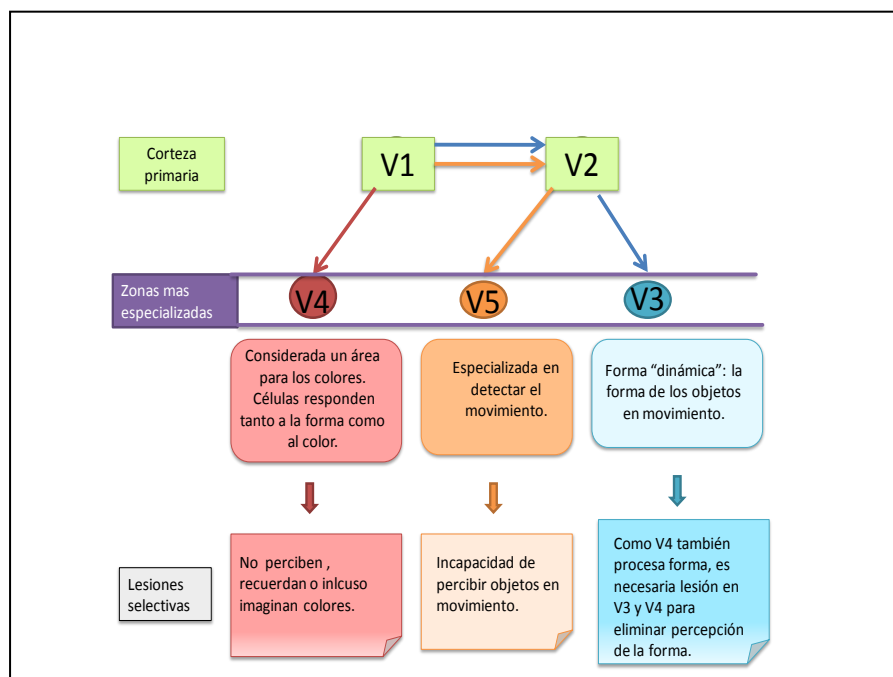 Corteza
primaria
V1
V2
Zonas mas
especializadas
V4
V5
V3
Considerada un área
para los colores.
Células responden
tanto a la forma como
al color.
Especializada en
detectar el
movimiento.
Forma “dinámica”: la
forma de los objetos
en movimiento.
Lesiones
selectivas
No perciben ,
recuerdan o inlcuso
imaginan colores.
Incapacidad de
percibir objetos en
movimiento.
Como V4 también
procesa forma, es
necesaria lesión en
V3 y V4 para
eliminar percepción
de la forma.